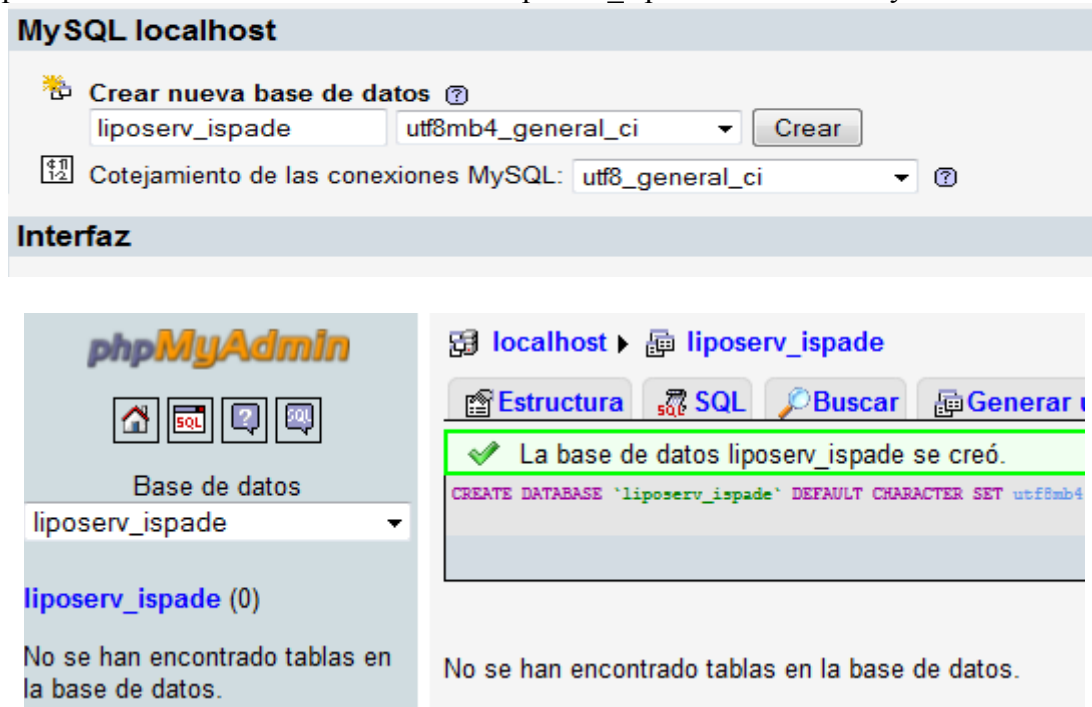 MySQL localhost
Crear nueva base de datos
liposerv_ispade utf8mb4_general_ci Crear
Cotejamiento de las conexiones MySQL: utf8_general_ci
Interfaz
phpMyAdmin
SQL SQL
Base de datos
liposerv_ispade
liposerv_ispade (0)
No se han encontrado tablas en
la base de datos.
localhost liposerv_ispade
Estructura SQL Buscar Generar
La base de datos liposerv_ispade se creó.
CREATE DATABASE `liposerv_ispade` DEFAULT CHARACTER SET utf8mb4
No se han encontrado tablas en la base de datos.